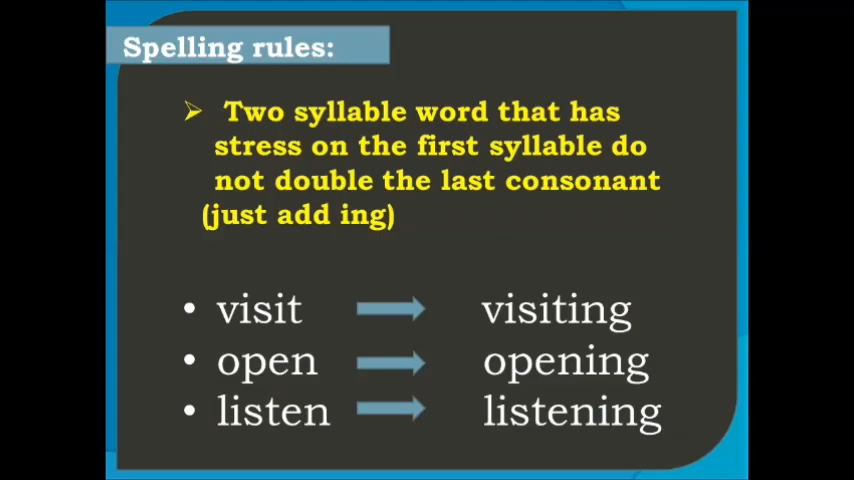 Spelling rules:
➢ Two syllable word that has
stress on the first syllable do
not double the last consonant
(just add ing)
• visit → visiting
• open → opening
• listen → listening